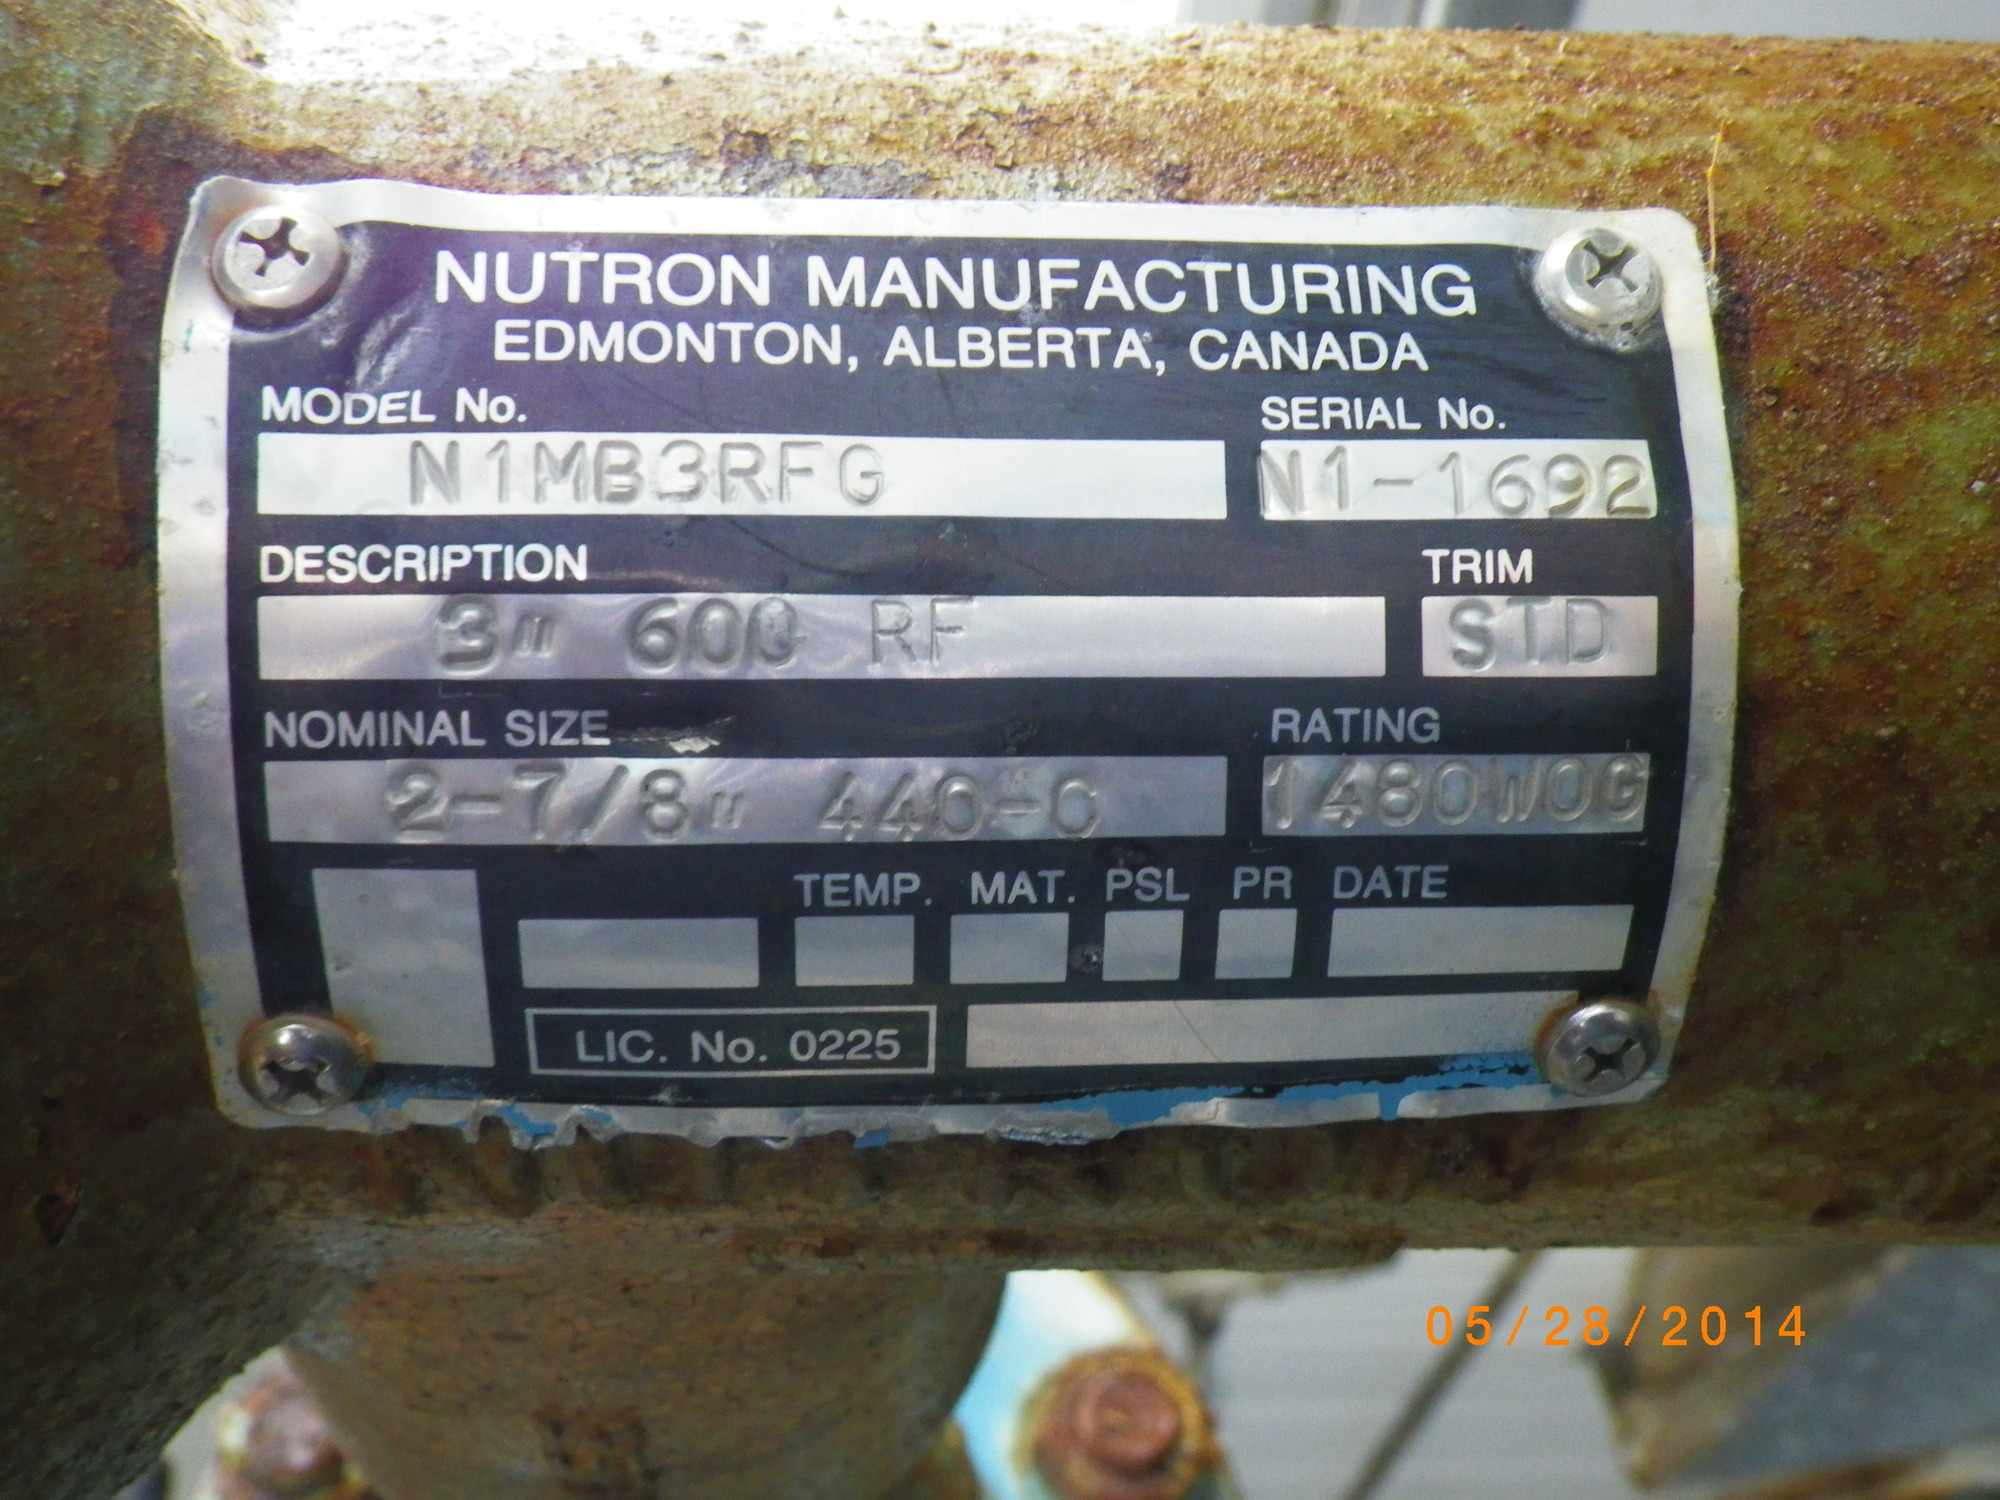 NUTRON MANUFACTURING
EDMONTON, ALBERTA, CANADA
MODEL No. SERIAL No.
N1MB3RFG N1-1692
DESCRIPTION TRIM
3" 600 RF STD
NOMINAL SIZE RATING
2-7/8" 440-C 1480WOG
TEMP. MAT. PSL PR DATE
LIC. No. 0225
05/28/2014